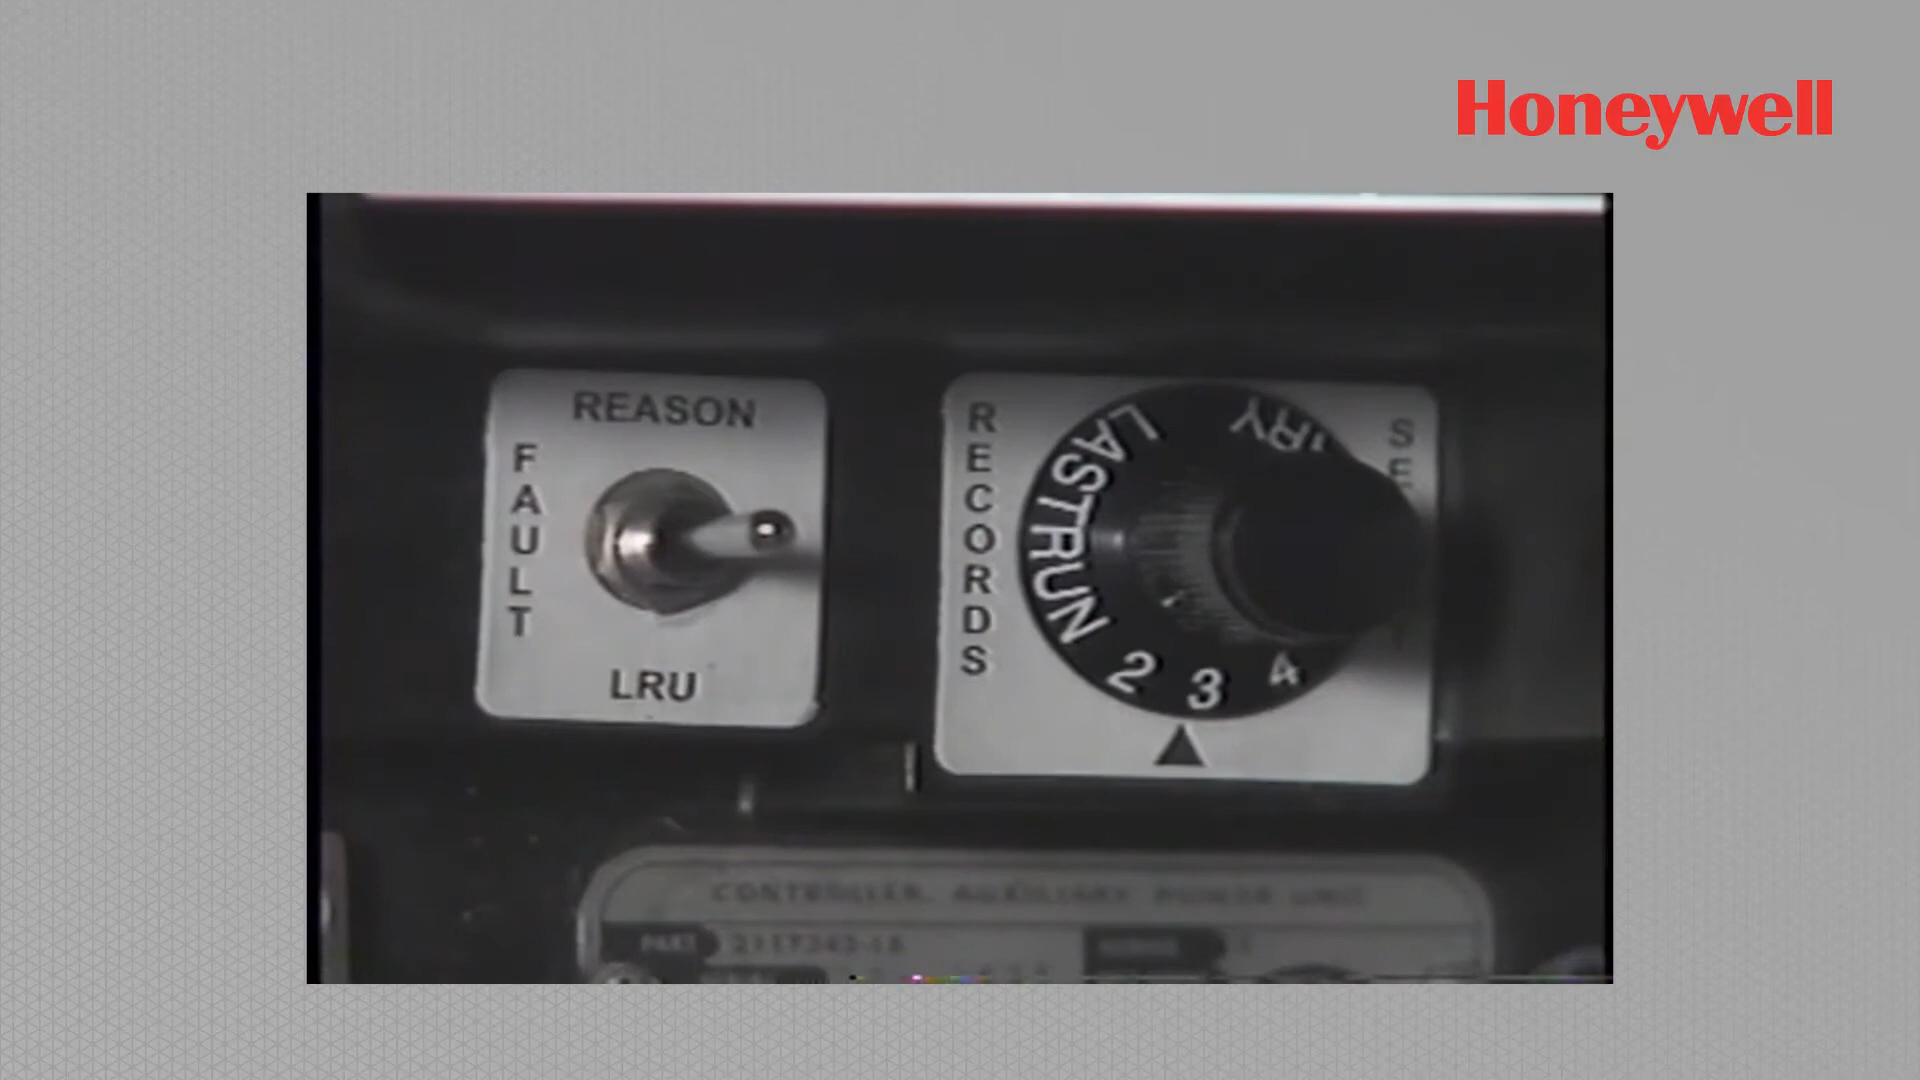 Honeywell
REASON
FAULT
LRU
RECORDS
LASTRUN
2
3
4
CONTROLLER, AUXILIARY POWER UNIT
PART